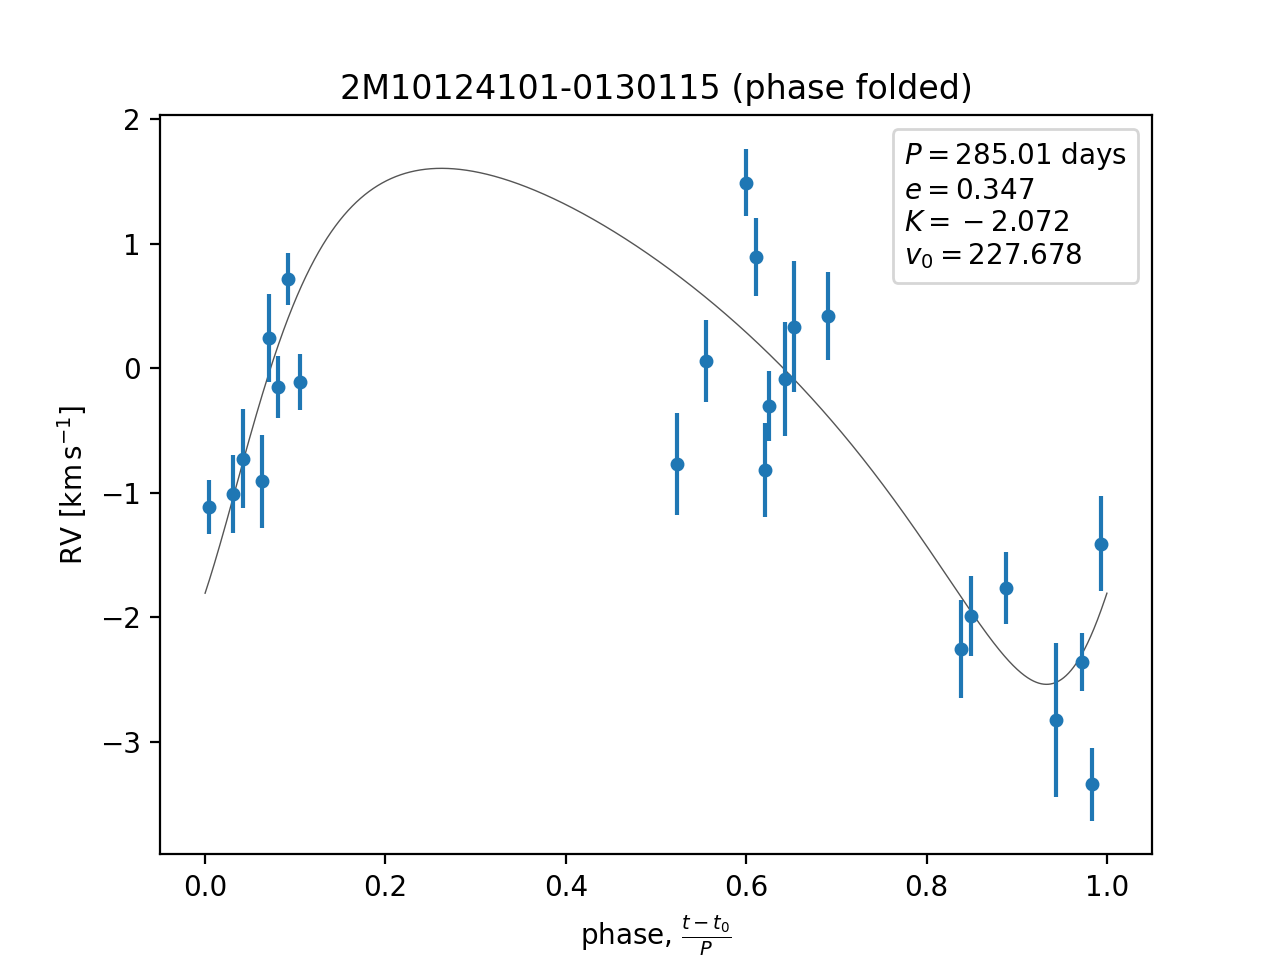 2M10124101-0130115 (phase folded)
P = 285.01 days
e = 0.347
K = −2.072
v₀ = 227.678
RV [km s⁻¹]
2
1
0
−1
−2
−3
0.0 0.2 0.4 0.6 0.8 1.0
phase, (t − t₀)/P